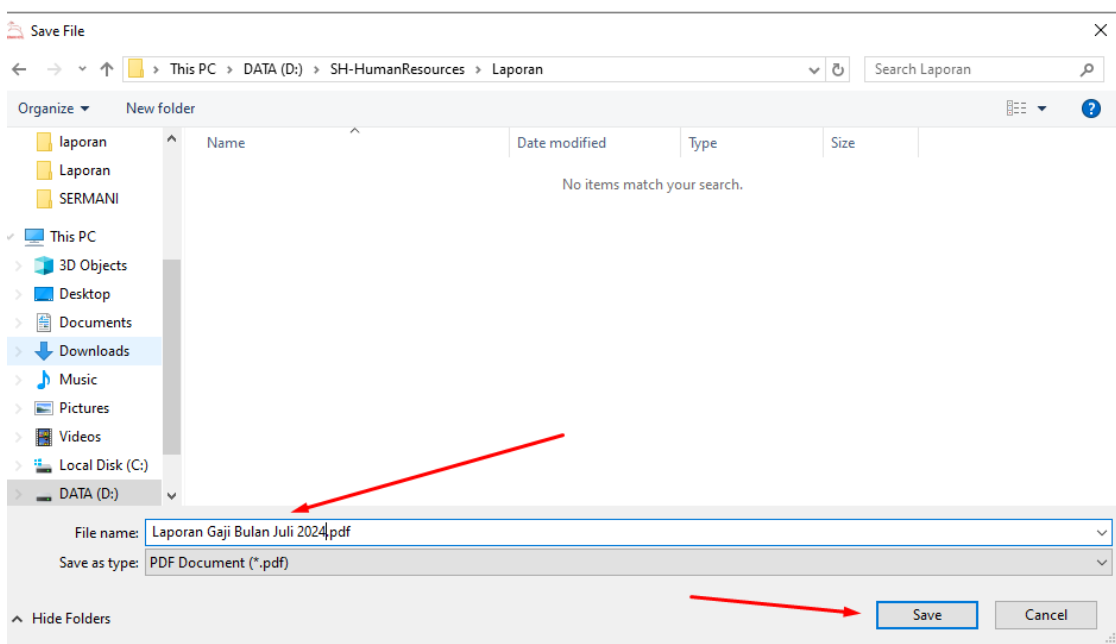 Save File
This PC > DATA (D:) > SH-HumanResources > Laporan
Search Laporan
Organize
New folder
Name
Date modified
Type
Size
No items match your search.
laporan
Laporan
SERMANI
This PC
3D Objects
Desktop
Documents
Downloads
Music
Pictures
Videos
Local Disk (C:)
DATA (D:)
File name: Laporan Gaji Bulan Juli 2024.pdf
Save as type: PDF Document (*.pdf)
Hide Folders
Save
Cancel